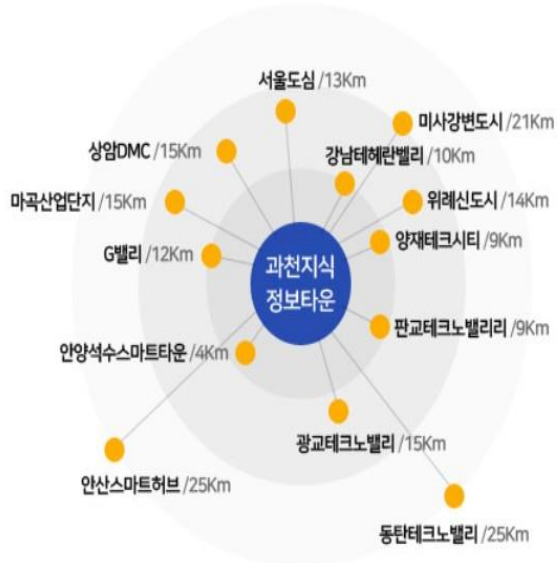 서울도심 /13Km
미사강변도시 /21Km
상암DMC /15Km
강남테헤란벨리 /10Km
마곡산업단지 /15Km
위례신도시 /14Km
양재테크시티 /9Km
G밸리 /12Km
과천지식
정보타운
판교테크노밸리리 /9Km
안양석수스마트타운 /4Km
광교테크노밸리 /15Km
안산스마트허브 /25Km
동탄테크노밸리 /25Km